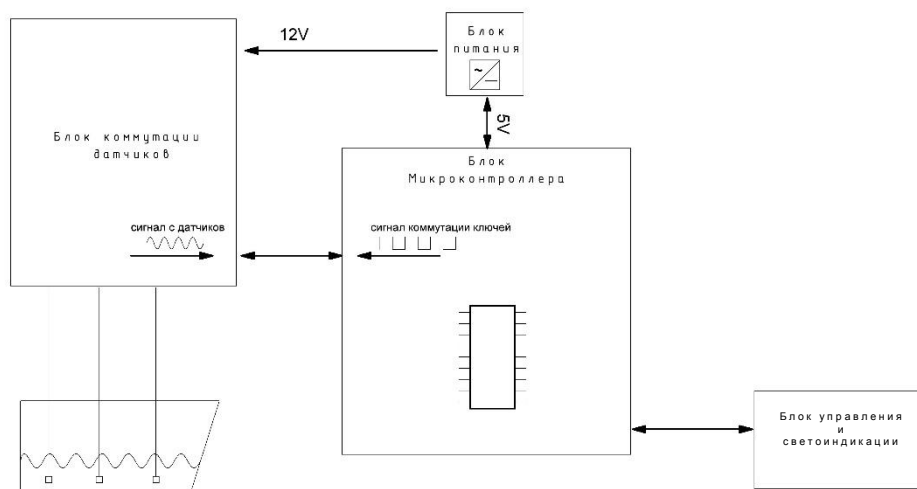 12V
Блок
питания
5V
Блок коммутации
датчиков
Блок
Микроконтроллера
сигнал с датчиков
сигнал коммутации ключей
Блок управления
и
светоиндикации